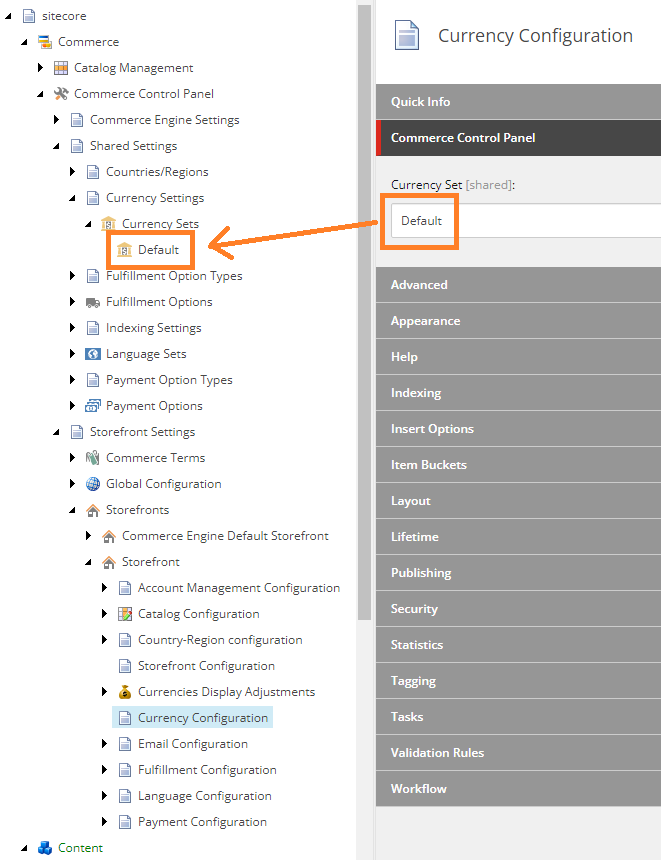 sitecore
Commerce
Catalog Management
Commerce Control Panel
Commerce Engine Settings
Shared Settings
Countries/Regions
Currency Settings
Currency Sets
Default
Fulfillment Option Types
Fulfillment Options
Indexing Settings
Language Sets
Payment Option Types
Payment Options
Storefront Settings
Commerce Terms
Global Configuration
Storefronts
Commerce Engine Default Storefront
Storefront
Account Management Configuration
Catalog Configuration
Country-Region configuration
Storefront Configuration
Currencies Display Adjustments
Currency Configuration
Email Configuration
Fulfillment Configuration
Language Configuration
Payment Configuration
Content
Currency Configuration
Quick Info
Commerce Control Panel
Currency Set [shared]:
Default
Advanced
Appearance
Help
Indexing
Insert Options
Item Buckets
Layout
Lifetime
Publishing
Security
Statistics
Tagging
Tasks
Validation Rules
Workflow